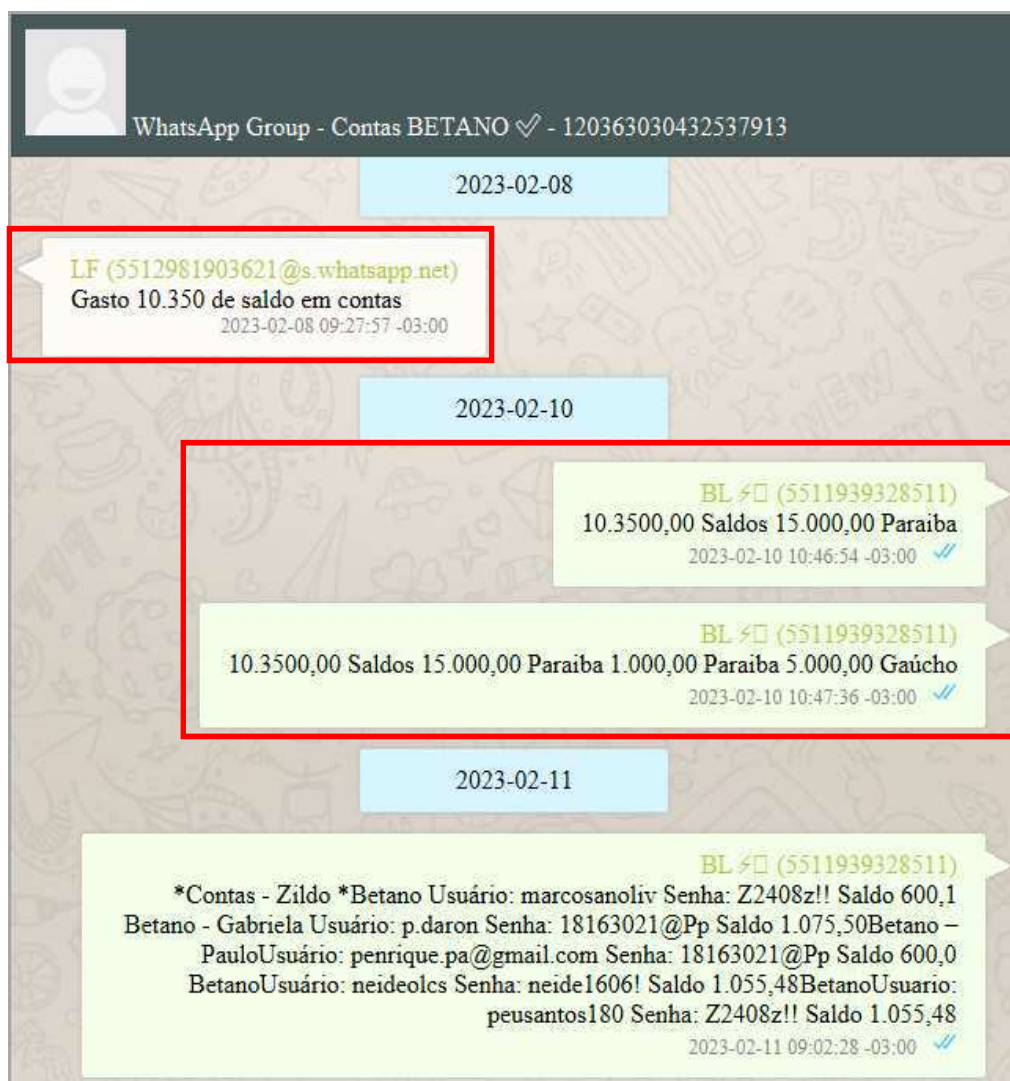 WhatsApp Group - Contas BETANO ✅ - 120363030432537913
2023-02-08
LF (5512981903621@s.whatsapp.net)
Gasto 10.350 de saldo em contas
2023-02-08 09:27:57 -03:00
2023-02-10
BL ⚡ (5511939328511)
10.3500,00 Saldos 15.000,00 Paraiba
2023-02-10 10:46:54 -03:00
BL ⚡ (5511939328511)
10.3500,00 Saldos 15.000,00 Paraiba 1.000,00 Paraiba 5.000,00 Gaúcho
2023-02-10 10:47:36 -03:00
2023-02-11
BL ⚡ (5511939328511)
*Contas - Zildo *Betano Usuário: marcosanoliv Senha: Z2408z!! Saldo 600,1
Betano - Gabriela Usuário: p.daron Senha: 18163021@Pp Saldo 1.075,50Betano –
PauloUsuário: penrique.pa@gmail.com Senha: 18163021@Pp Saldo 600,0
BetanoUsuário: neideolcs Senha: neide1606! Saldo 1.055,48BetanoUsuario:
peusantos180 Senha: Z2408z!! Saldo 1.055,48
2023-02-11 09:02:28 -03:00